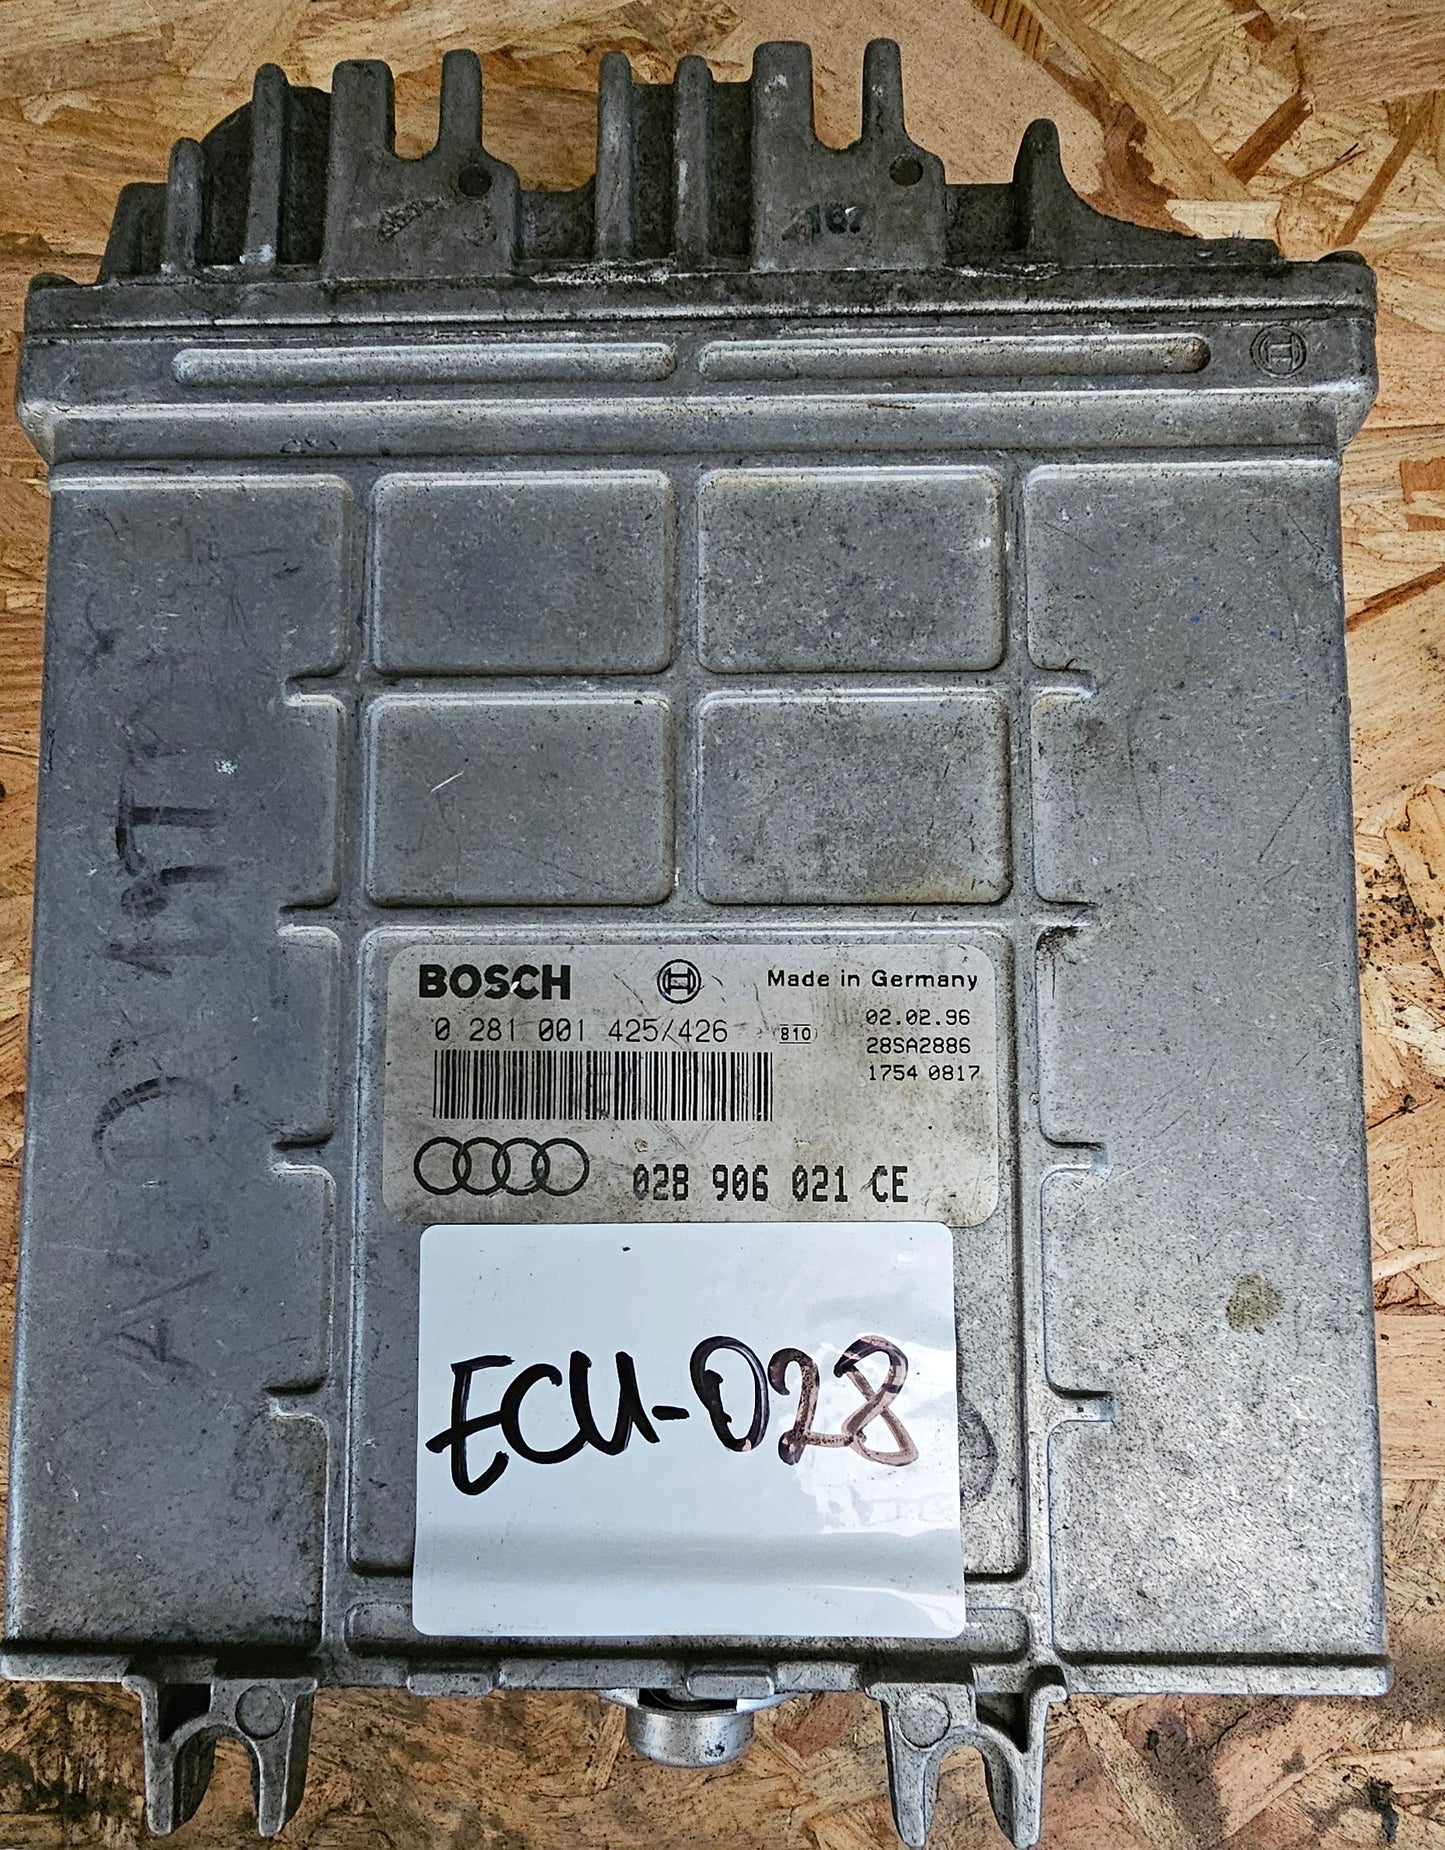 167
BOSCH Made in Germany
0 281 001 425/426 810 02.02.96
28SA2886
1754 0817
028 906 021 CE
ECU-028